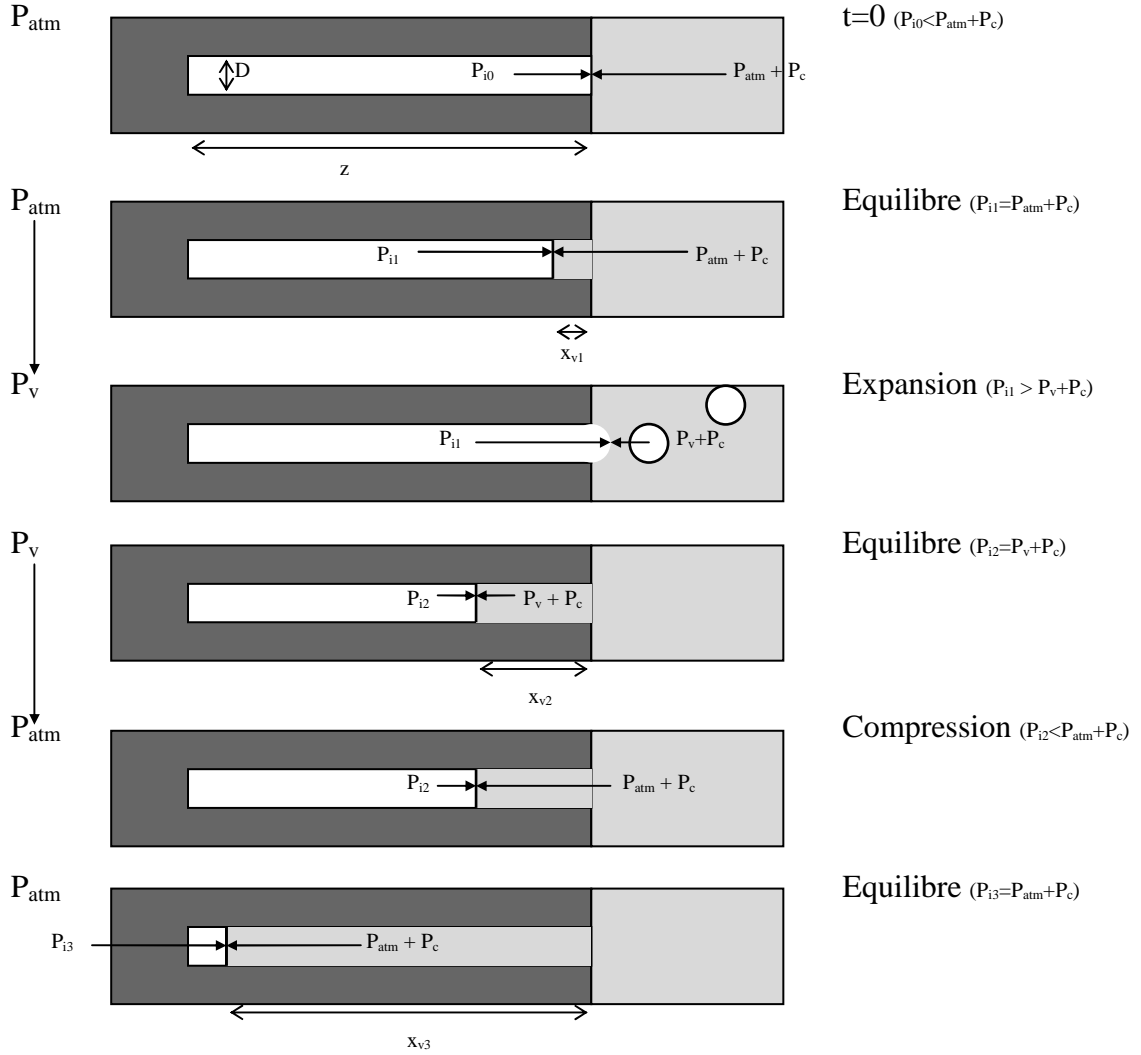 P_atm
t=0 (P_i0<P_atm+P_c)
D
P_i0
P_atm + P_c
z
P_atm
Equilibre (P_i1=P_atm+P_c)
P_i1
P_atm + P_c
x_v1
P_v
Expansion (P_i1 > P_v+P_c)
P_i1
P_v+P_c
P_v
Equilibre (P_i2=P_v+P_c)
P_i2
P_v + P_c
x_v2
P_atm
Compression (P_i2<P_atm+P_c)
P_i2
P_atm + P_c
P_atm
Equilibre (P_i3=P_atm+P_c)
P_i3
P_atm + P_c
x_v3